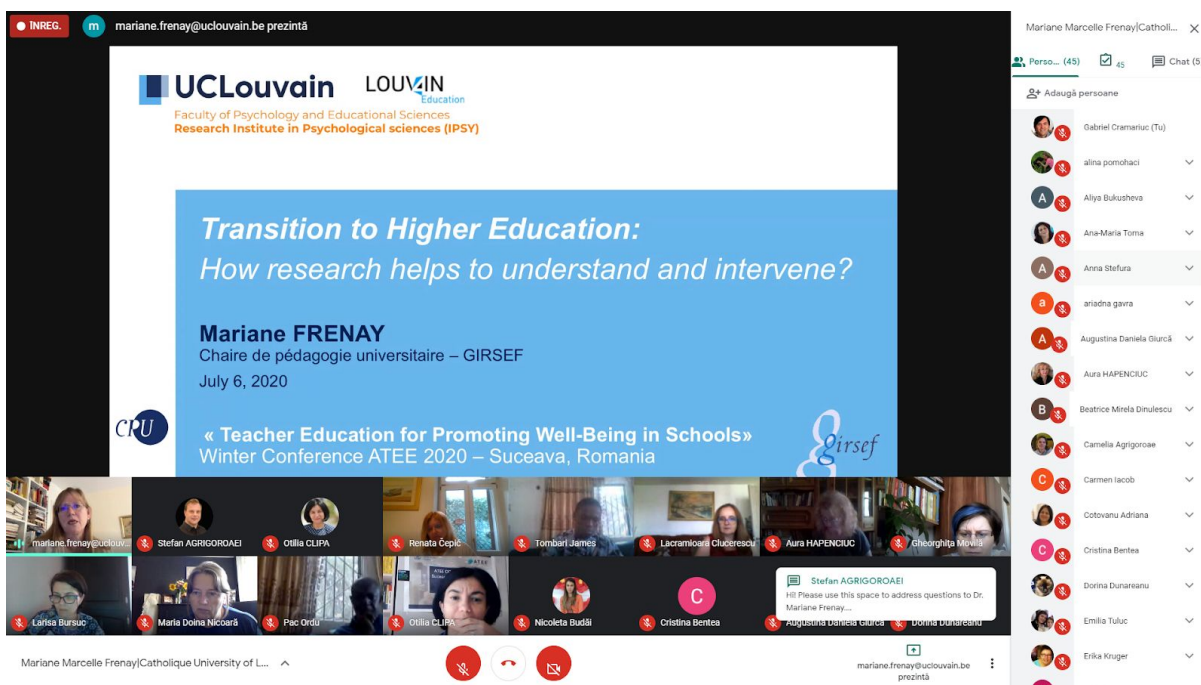 ÎNREG.
m
mariane.frenay@uclouvain.be prezintă
UCLouvain
LOUV4IN
Education
Faculty of Psychology and Educational Sciences
Research Institute in Psychological sciences (IPSY)
Transition to Higher Education:
How research helps to understand and intervene?
Mariane FRENAY
Chaire de pédagogie universitaire – GIRSEF
July 6, 2020
CPU
« Teacher Education for Promoting Well-Being in Schools»
Winter Conference ATEE 2020 – Suceava, Romania
girsef
mariane.frenay@uclouv...
Stefan AGRIGOROAEI
Otilia CLIPA
Renata Čepić
Tombari James
Lacramioara Cluceresc​u
Aura HAPENCIUC
Gheorghița Movilă
Larisa Bursuc
Maria Doina Nicoară
Pac Ordu
Otilia CLIPA
Nicoleta Budăi
C
Cristina Bentea
Augustina Daniela Giurcă
Dorina Dunareanu
Stefan AGRIGOROAEI
Hi! Please use this space to address questions to Dr.
Mariane Frenay....
Mariane Marcelle Frenay|Catholique University of L...
mariane.frenay@uclouvain.be
prezintă
Mariane Marcelle Frenay|Catholi...
Perso... (45)
45
Chat (5
Adaugă persoane
Gabriel Cramariuc (Tu)
alina pomohaci
A
Aliya Bukusheva
Ana-Maria Toma
A
Anna Stefura
a
ariadna gavra
A
Augustina Daniela Giurcă
Aura HAPENCIUC
B
Beatrice Mirela Dinulescu
Camelia Agrigoroae
C
Carmen Iacob
Cotovanu Adriana
C
Cristina Bentea
Dorina Dunareanu
Emilia Tuluc
Erika Kruger